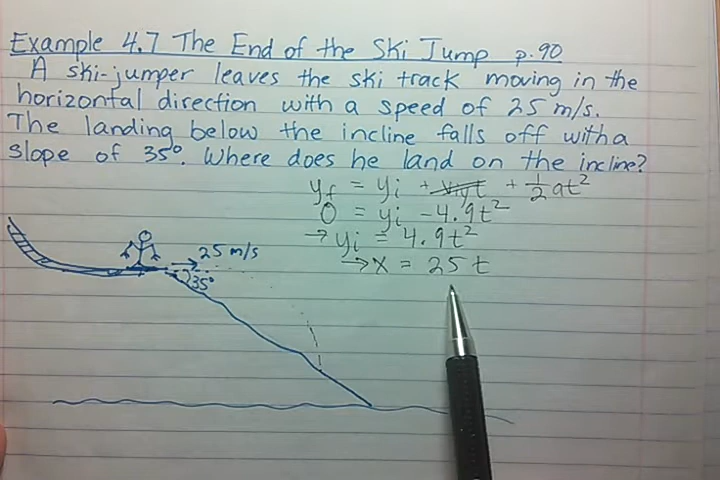 Example 4.7 The End of the Ski Jump p.90
A ski-jumper leaves the ski track moving in the
horizontal direction with a speed of 25 m/s.
The landing below the incline falls off with a
slope of 35°. Where does he land on the incline?
yf = yi + viyt + ½at²
0 = yi - 4.9t²
→ yi = 4.9t²
→ x = 25t
25 m/s
35°